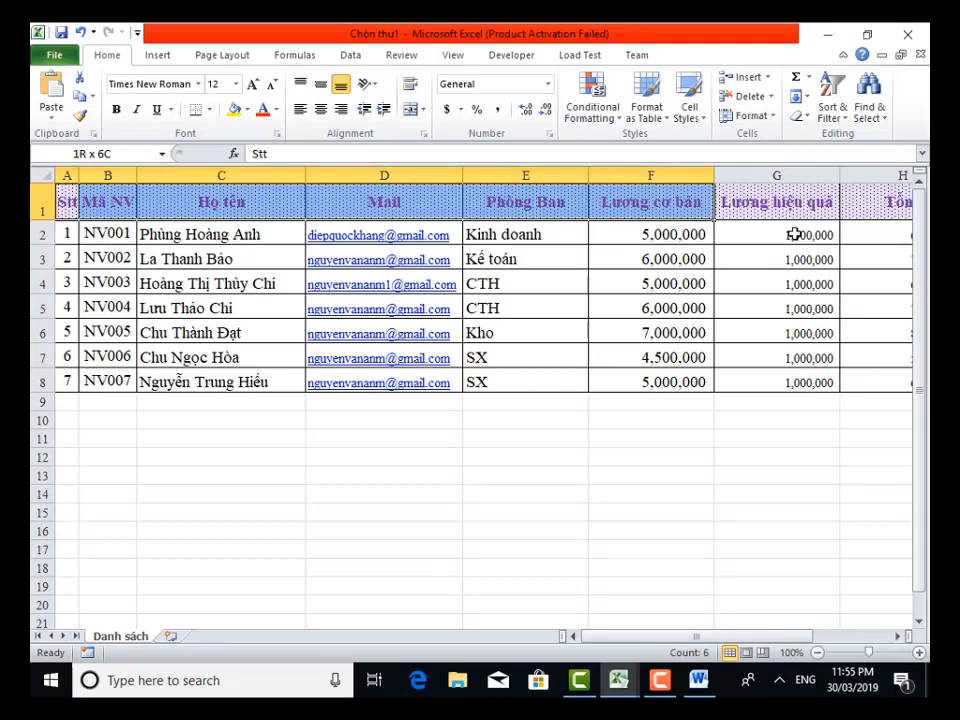 Chón thư1 - Microsoft Excel (Product Activation Failed)
File Home Insert Page Layout Formulas Data Review View Developer Load Test Team
Paste
Clipboard
Times New Roman 12
B I U
Font
Alignment
General
$ % ,
Number
Conditional Formatting
Format as Table
Cell Styles
Styles
Insert
Delete
Format
Cells
Sort & Filter
Find & Select
Editing
1R x 6C fx Stt
A B C D E F G H
1 Stt Mã NV Họ tên Mail Phòng Ban Lương cơ bản Lương hiệu quả
2 1 NV001 Phùng Hoàng Anh diepquockhang@gmail.com Kinh doanh 5,000,000
3 2 NV002 La Thanh Bảo nguyenvananm@gmail.com Kế toán 6,000,000 1,000,000
4 3 NV003 Hoàng Thị Thùy Chi nguyenvananm1@gmail.com CTH 5,000,000 1,000,000
5 4 NV004 Lưu Thảo Chi nguyenvananm@gmail.com CTH 6,000,000 1,000,000
6 5 NV005 Chu Thành Đạt nguyenvananm@gmail.com Kho 7,000,000 1,000,000
7 6 NV006 Chu Ngọc Hòa nguyenvananm@gmail.com SX 4,500,000 1,000,000
8 7 NV007 Nguyễn Trung Hiếu nguyenvananm@gmail.com SX 5,000,000 1,000,000
9
10
11
12
13
14
15
16
17
18
19
20
21
Danh sách
Ready Count: 6 100%
Type here to search
ENG
11:55 PM
30/03/2019
1